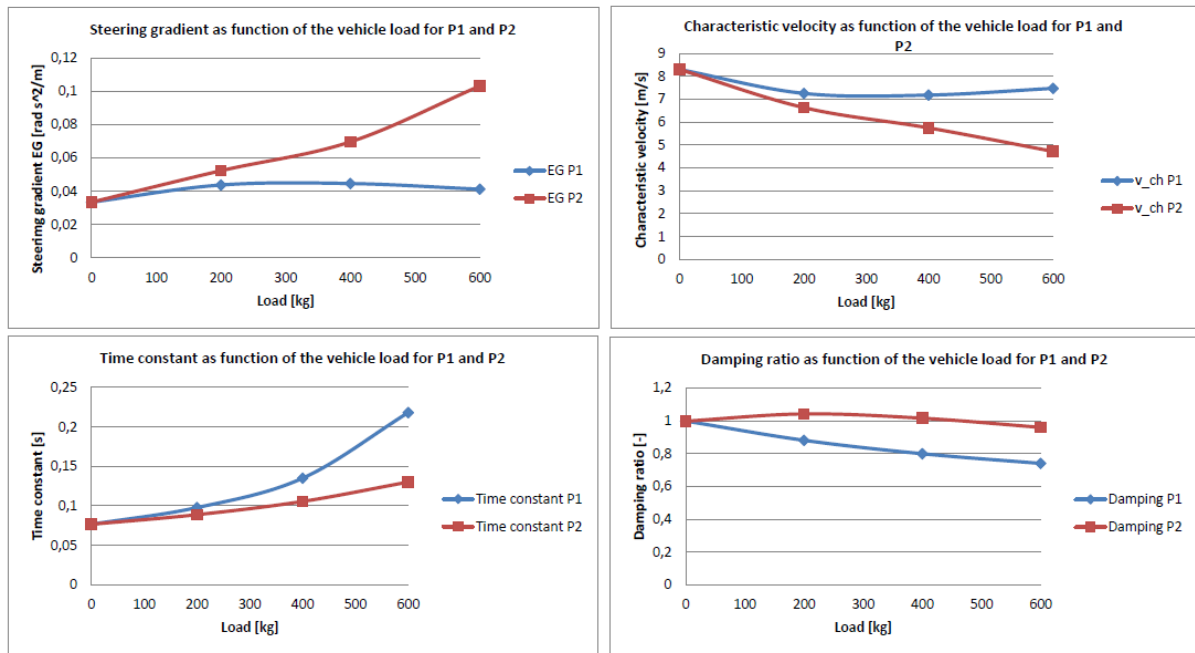 Steering gradient as function of the vehicle load for P1 and P2
Steering gradient EG [rad s^2/m]
0,12
0,1
0,08
0,06
0,04
0,02
0
0 100 200 300 400 500 600
Load [kg]
EG P1
EG P2
Characteristic velocity as function of the vehicle load for P1 and
P2
Characteristic velocity [m/s]
9
8
7
6
5
4
3
2
1
0
0 100 200 300 400 500 600
Load [kg]
v_ch P1
v_ch P2
Time constant as function of the vehicle load for P1 and P2
Time constant [s]
0,25
0,2
0,15
0,1
0,05
0
0 100 200 300 400 500 600
Load [kg]
Time constant P1
Time constant P2
Damping ratio as function of the vehicle load for P1 and P2
Damping ratio [-]
1,2
1
0,8
0,6
0,4
0,2
0
0 100 200 300 400 500 600
Load [kg]
Damping P1
Damping P2